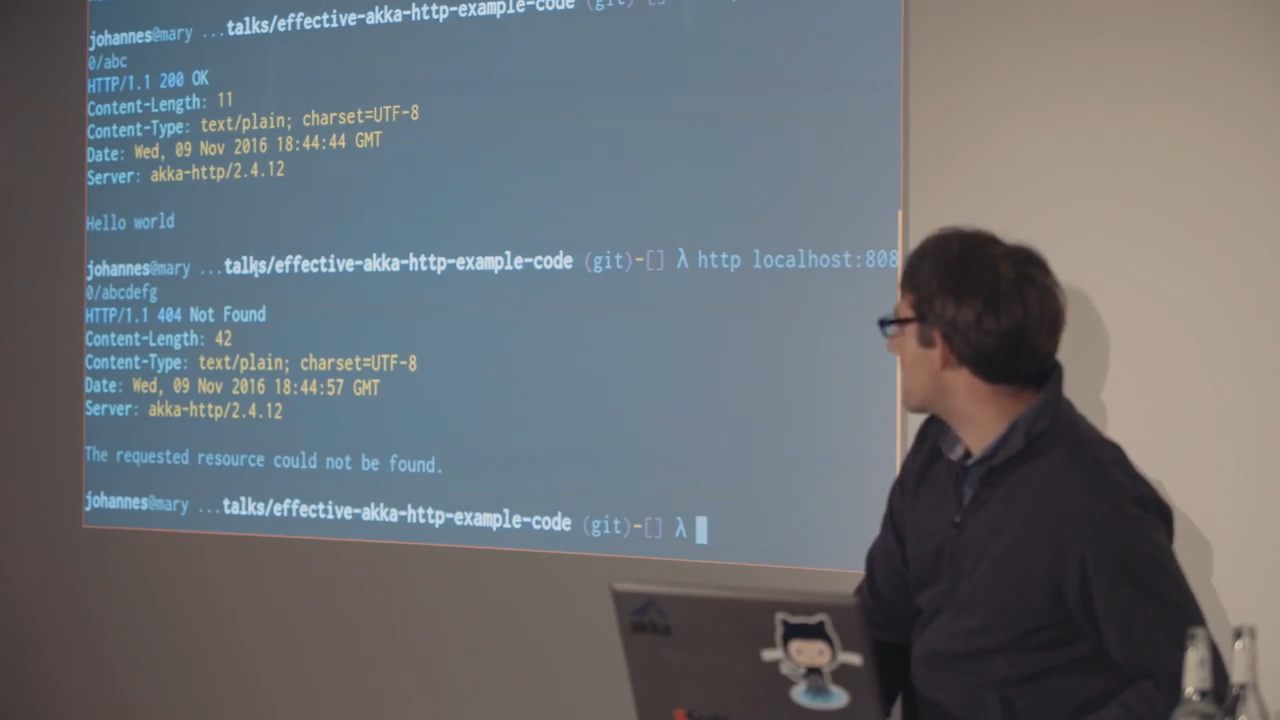 johannes@mary ...talks/effective-akka-http-example-code (git)-[]
0/abc
HTTP/1.1 200 OK
Content-Length: 11
Content-Type: text/plain; charset=UTF-8
Date: Wed, 09 Nov 2016 18:44:44 GMT
Server: akka-http/2.4.12
Hello world
johannes@mary ...talks/effective-akka-http-example-code (git)-[] λ http localhost:808
0/abcdefg
HTTP/1.1 404 Not Found
Content-Length: 42
Content-Type: text/plain; charset=UTF-8
Date: Wed, 09 Nov 2016 18:44:57 GMT
Server: akka-http/2.4.12
The requested resource could not be found.
johannes@mary ...talks/effective-akka-http-example-code (git)-[] λ
akka